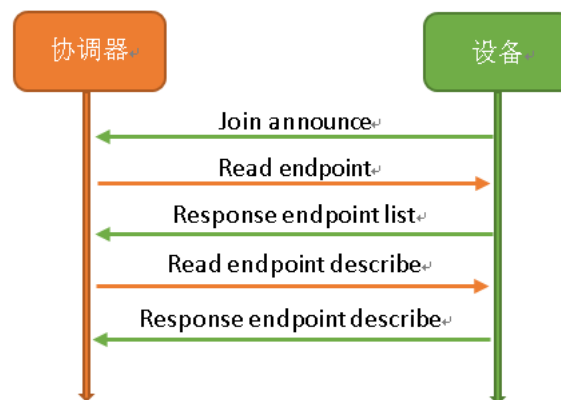 协调器
设备
Join announce
Read endpoint
Response endpoint list
Read endpoint describe
Response endpoint describe